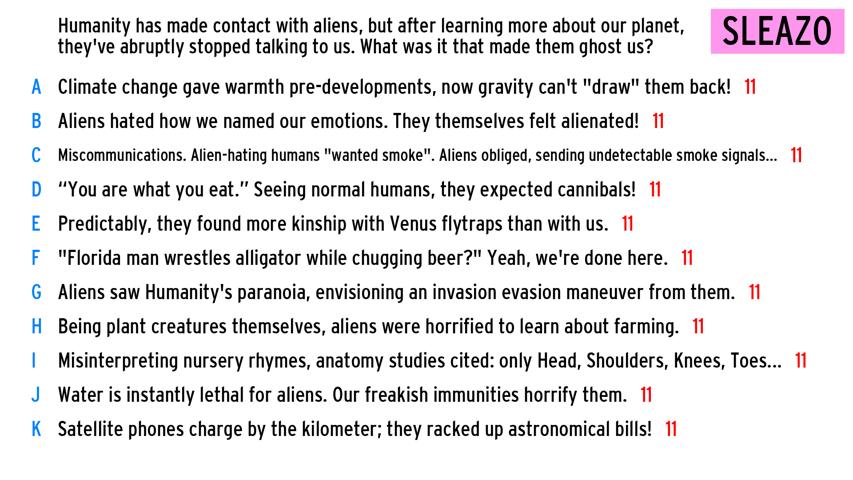 Humanity has made contact with aliens, but after learning more about our planet,
they've abruptly stopped talking to us. What was it that made them ghost us?
SLEAZO
A Climate change gave warmth pre-developments, now gravity can't "draw" them back! 11
B Aliens hated how we named our emotions. They themselves felt alienated! 11
C Miscommunications. Alien-hating humans "wanted smoke". Aliens obliged, sending undetectable smoke signals... 11
D “You are what you eat.” Seeing normal humans, they expected cannibals! 11
E Predictably, they found more kinship with Venus flytraps than with us. 11
F "Florida man wrestles alligator while chugging beer?" Yeah, we're done here. 11
G Aliens saw Humanity's paranoia, envisioning an invasion evasion maneuver from them. 11
H Being plant creatures themselves, aliens were horrified to learn about farming. 11
I Misinterpreting nursery rhymes, anatomy studies cited: only Head, Shoulders, Knees, Toes... 11
J Water is instantly lethal for aliens. Our freakish immunities horrify them. 11
K Satellite phones charge by the kilometer; they racked up astronomical bills! 11